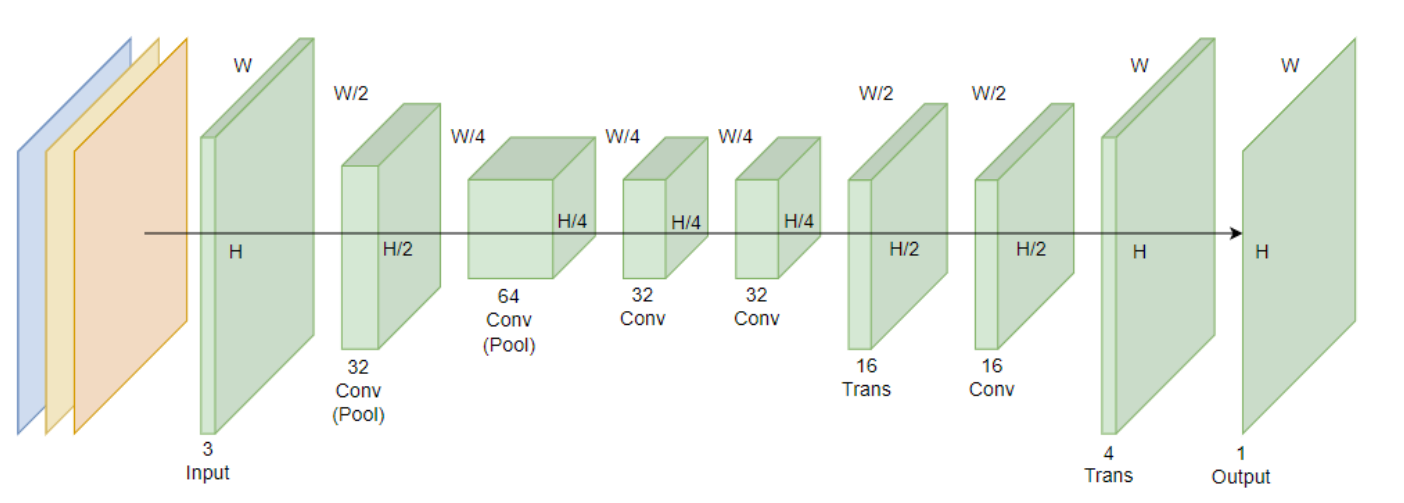 W
H
3
Input
W/2
H/2
32
Conv
(Pool)
W/4
H/4
64
Conv
(Pool)
W/4
H/4
32
Conv
W/4
H/4
32
Conv
W/2
H/2
16
Trans
W/2
H/2
16
Conv
W
H
4
Trans
W
H
1
Output